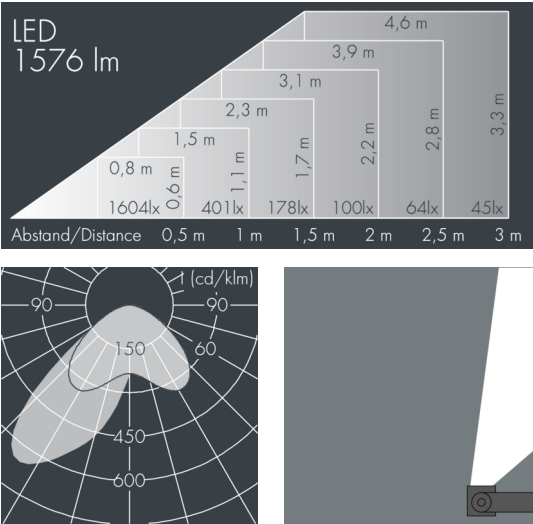 LED
1576 lm
4,6 m
3,9 m
3,1 m
2,3 m
1,5 m
0,8 m
0,6 m
1,1 m
1,7 m
2,2 m
2,8 m
3,3 m
1604lx 401lx 178lx 100lx 64lx 45lx
Abstand/Distance 0,5 m 1 m 1,5 m 2 m 2,5 m 3 m
(cd/klm)
90 90
150 60
450
600